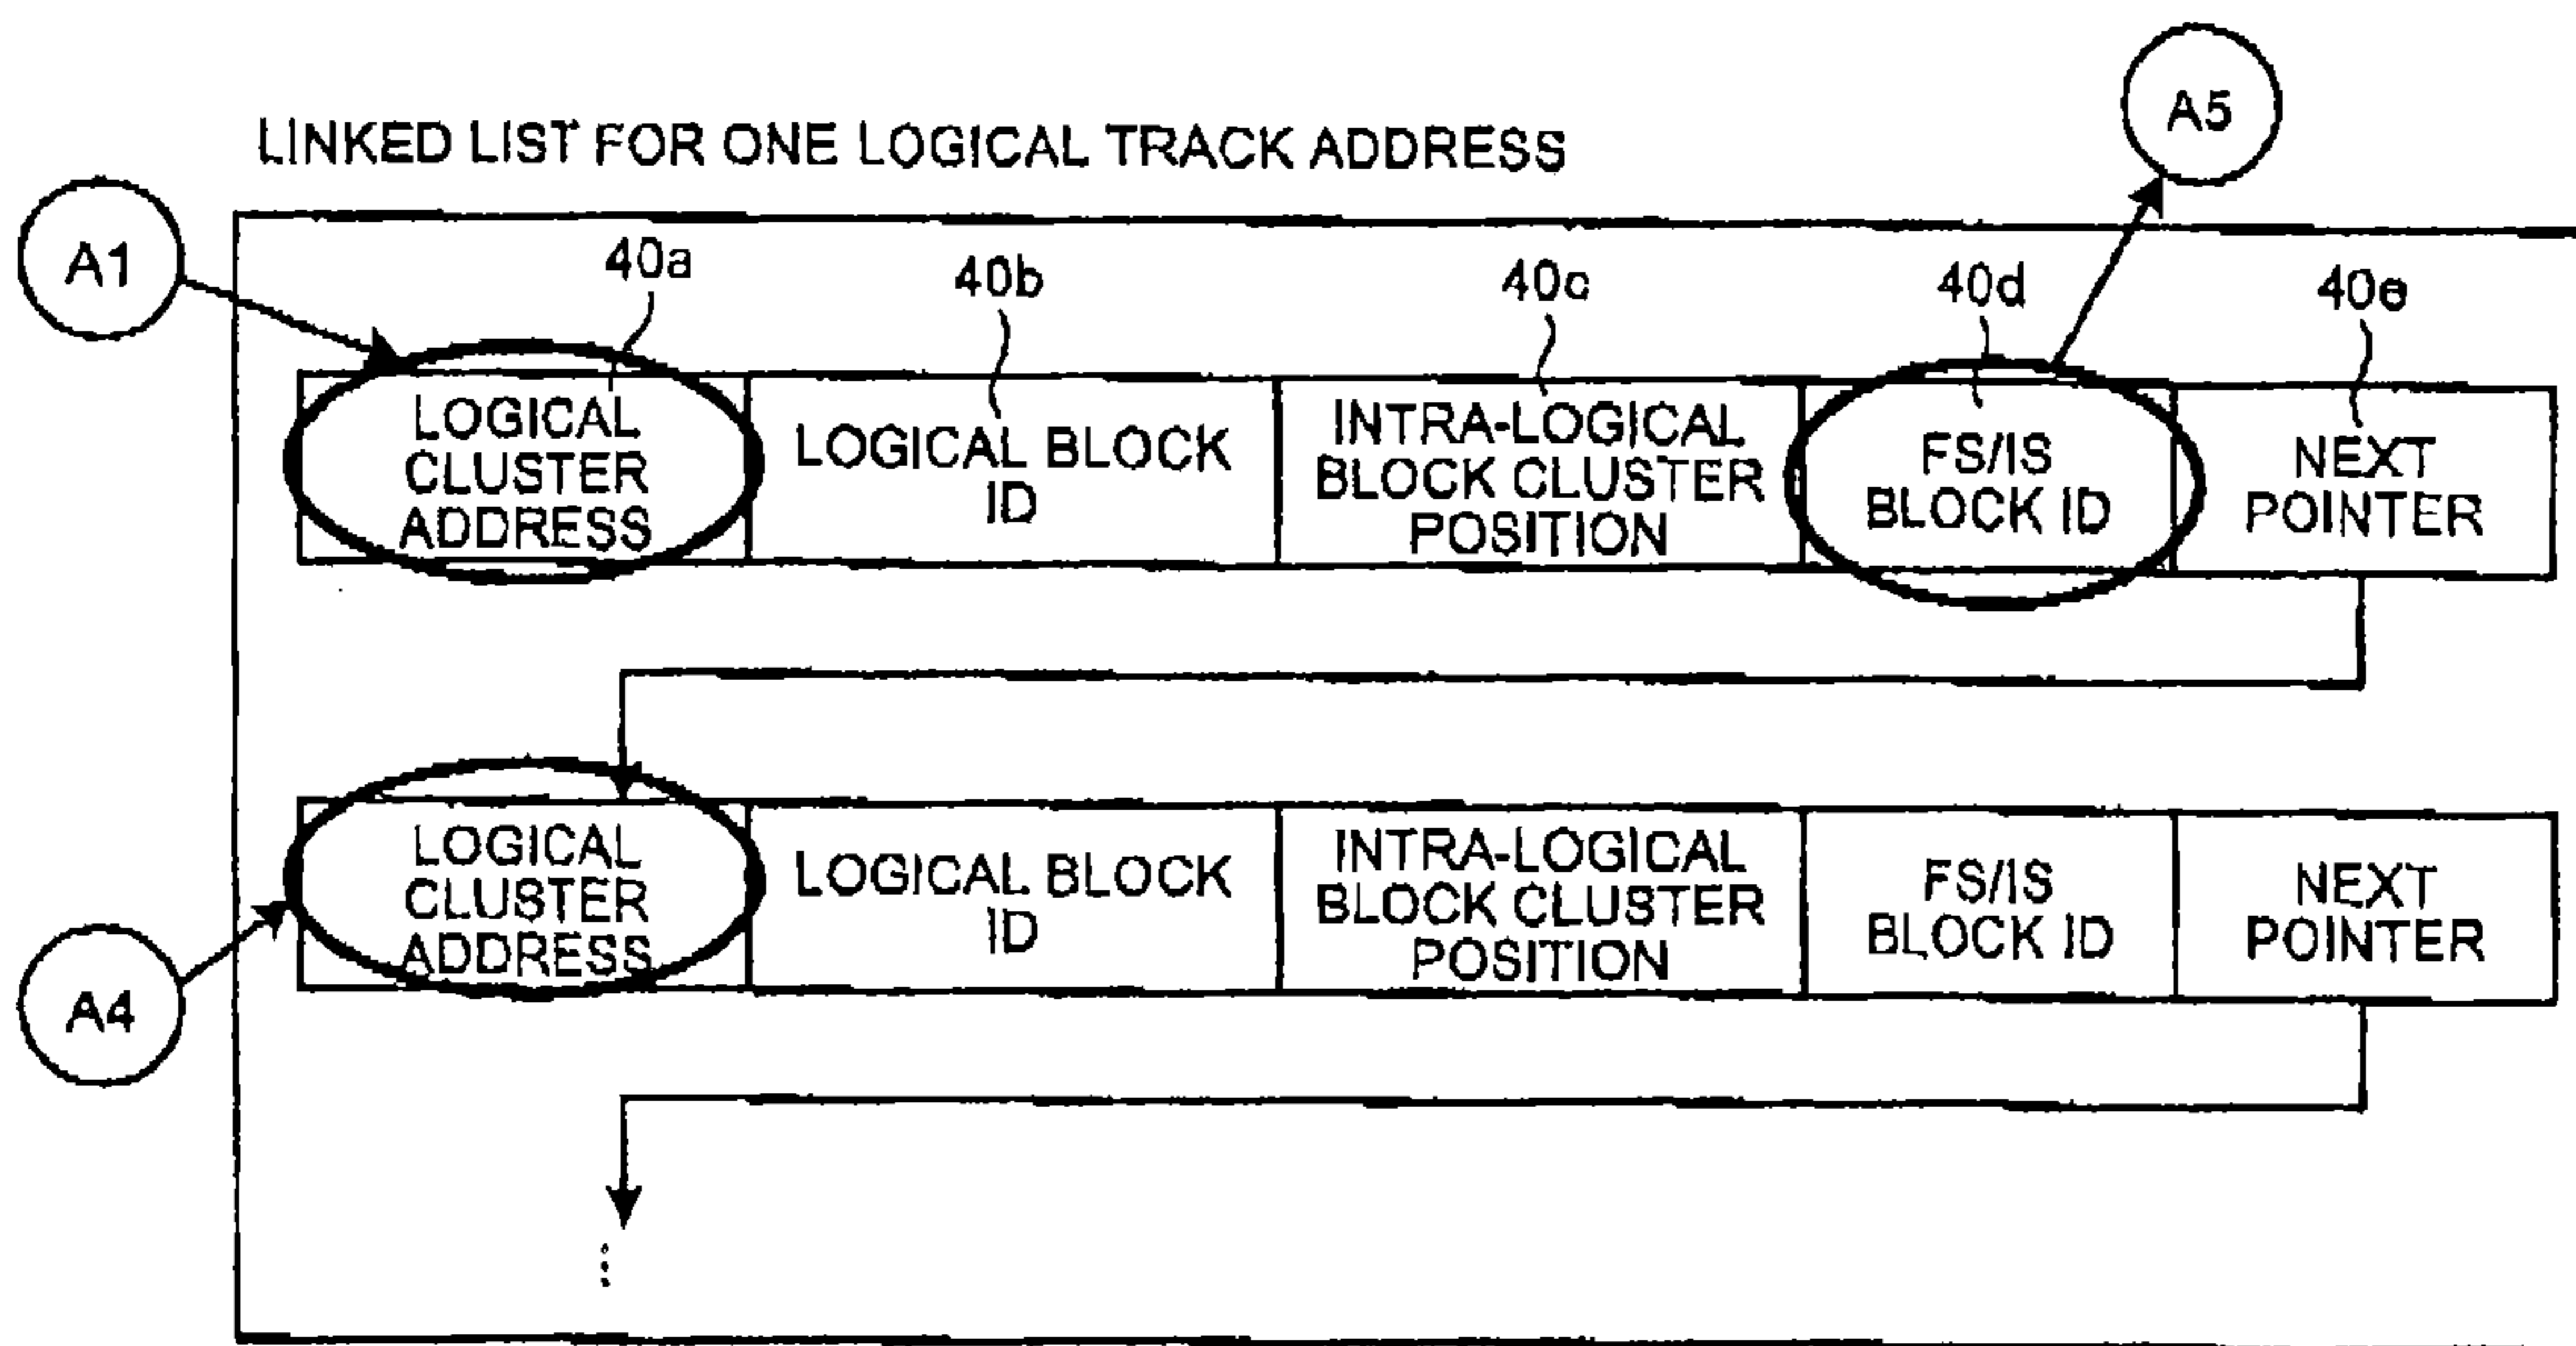 A5
LINKED LIST FOR ONE LOGICAL TRACK ADDRESS
A1
40a
40b
40c
40d
40e
LOGICAL
CLUSTER
ADDRESS
LOGICAL BLOCK
ID
INTRA-LOGICAL
BLOCK CLUSTER
POSITION
FS/IS
BLOCK ID
NEXT
POINTER
A4
LOGICAL
CLUSTER
ADDRESS
LOGICAL BLOCK
ID
INTRA-LOGICAL
BLOCK CLUSTER
POSITION
FS/IS
BLOCK ID
NEXT
POINTER
⋮